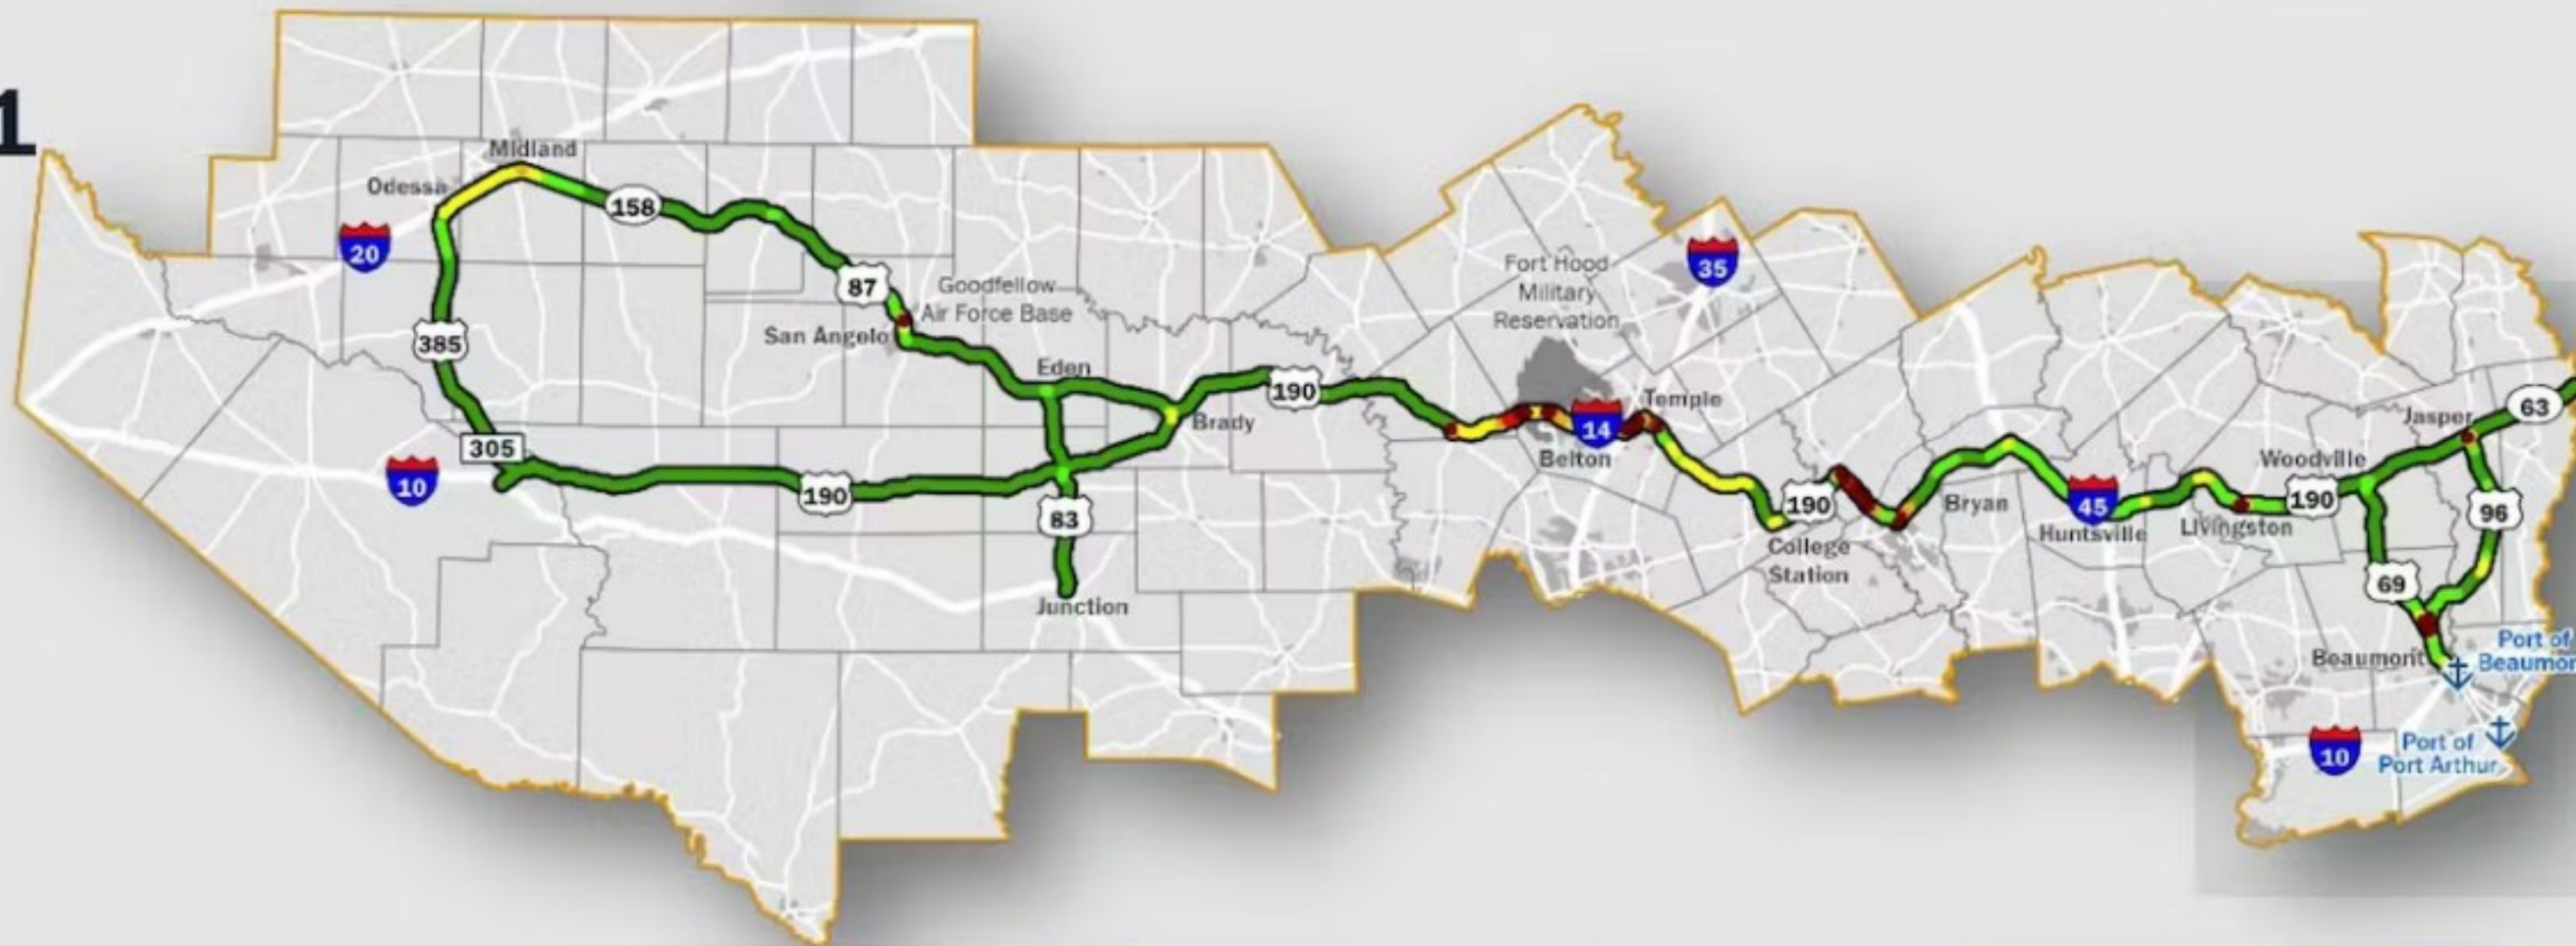 1
Midland
Odessa
158
20
87
Goodfellow
Air Force Base
San Angelo
385
Eden
190
Brady
305
10
190
83
Junction
Fort Hood
Military
Reservation
35
Temple
14
Belton
190
College
Station
Bryan
45
Huntsville
Livingston
Woodville
190
Jasper
63
96
69
Beaumont
Port of
Beaumon
Port of
Port Arthur
10